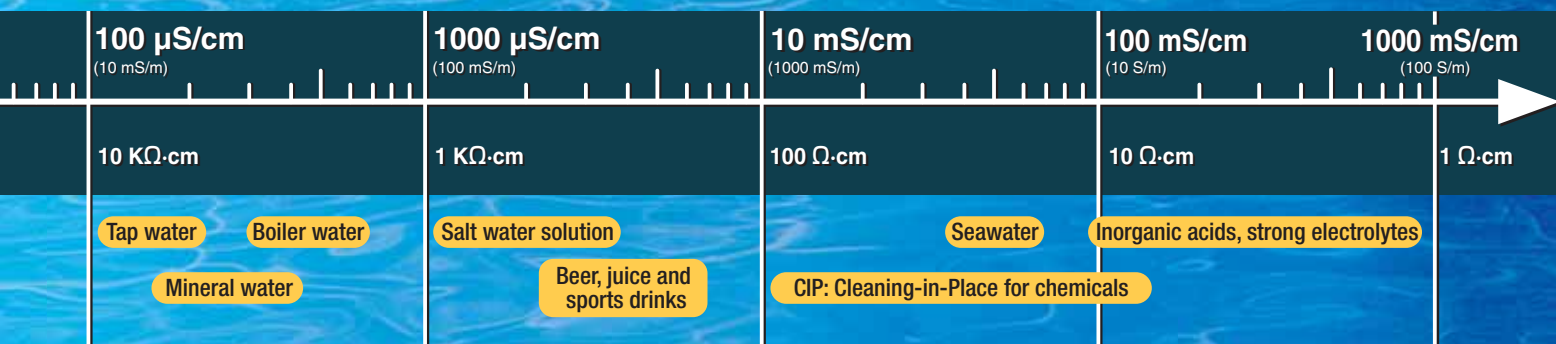 100 µS/cm
(10 mS/m)
1000 µS/cm
(100 mS/m)
10 mS/cm
(1000 mS/m)
100 mS/cm
(10 S/m)
1000 mS/cm
(100 S/m)
10 KΩ·cm
1 KΩ·cm
100 Ω·cm
10 Ω·cm
1 Ω·cm
Tap water
Boiler water
Salt water solution
Seawater
Inorganic acids, strong electrolytes
Mineral water
Beer, juice and
sports drinks
CIP: Cleaning-in-Place for chemicals